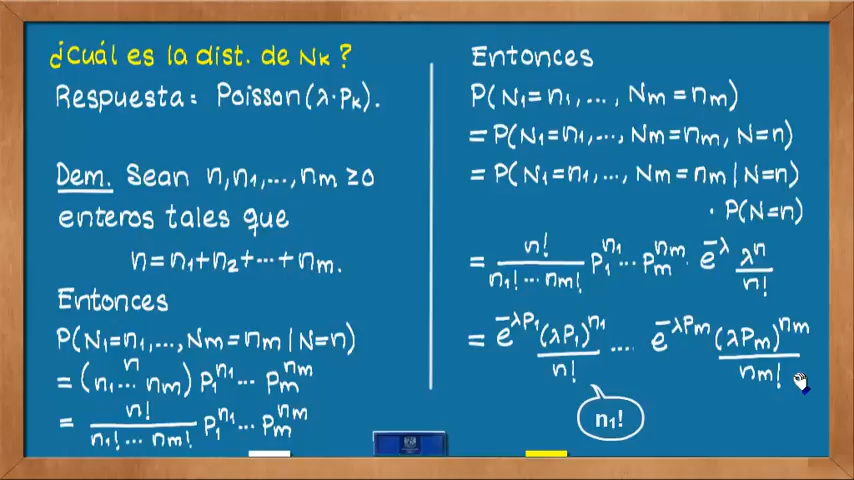 ¿Cuál es la dist. de Nk?
Respuesta: Poisson(λ·Pk).
Dem. Sean n,n1,...,nm ≥0
enteros tales que
n=n1+n2+···+nm.
Entonces
P(N1=n1,...,Nm=nm|N=n)
= (n n1...nm) P1^n1 ··· Pm^nm
= n!/(n1!···nm!) P1^n1 ··· Pm^nm
Entonces
P(N1=n1,..., Nm=nm)
=P(N1=n1,..., Nm=nm, N=n)
=P(N1=n1,..., Nm=nm|N=n)
·P(N=n)
= n!/(n1!···nm!) P1^n1 ··· Pm^nm · e^-λ λ^n/n!
= e^-λP1 (λP1)^n1/n! .... e^-λPm (λPm)^nm/nm!
n1!